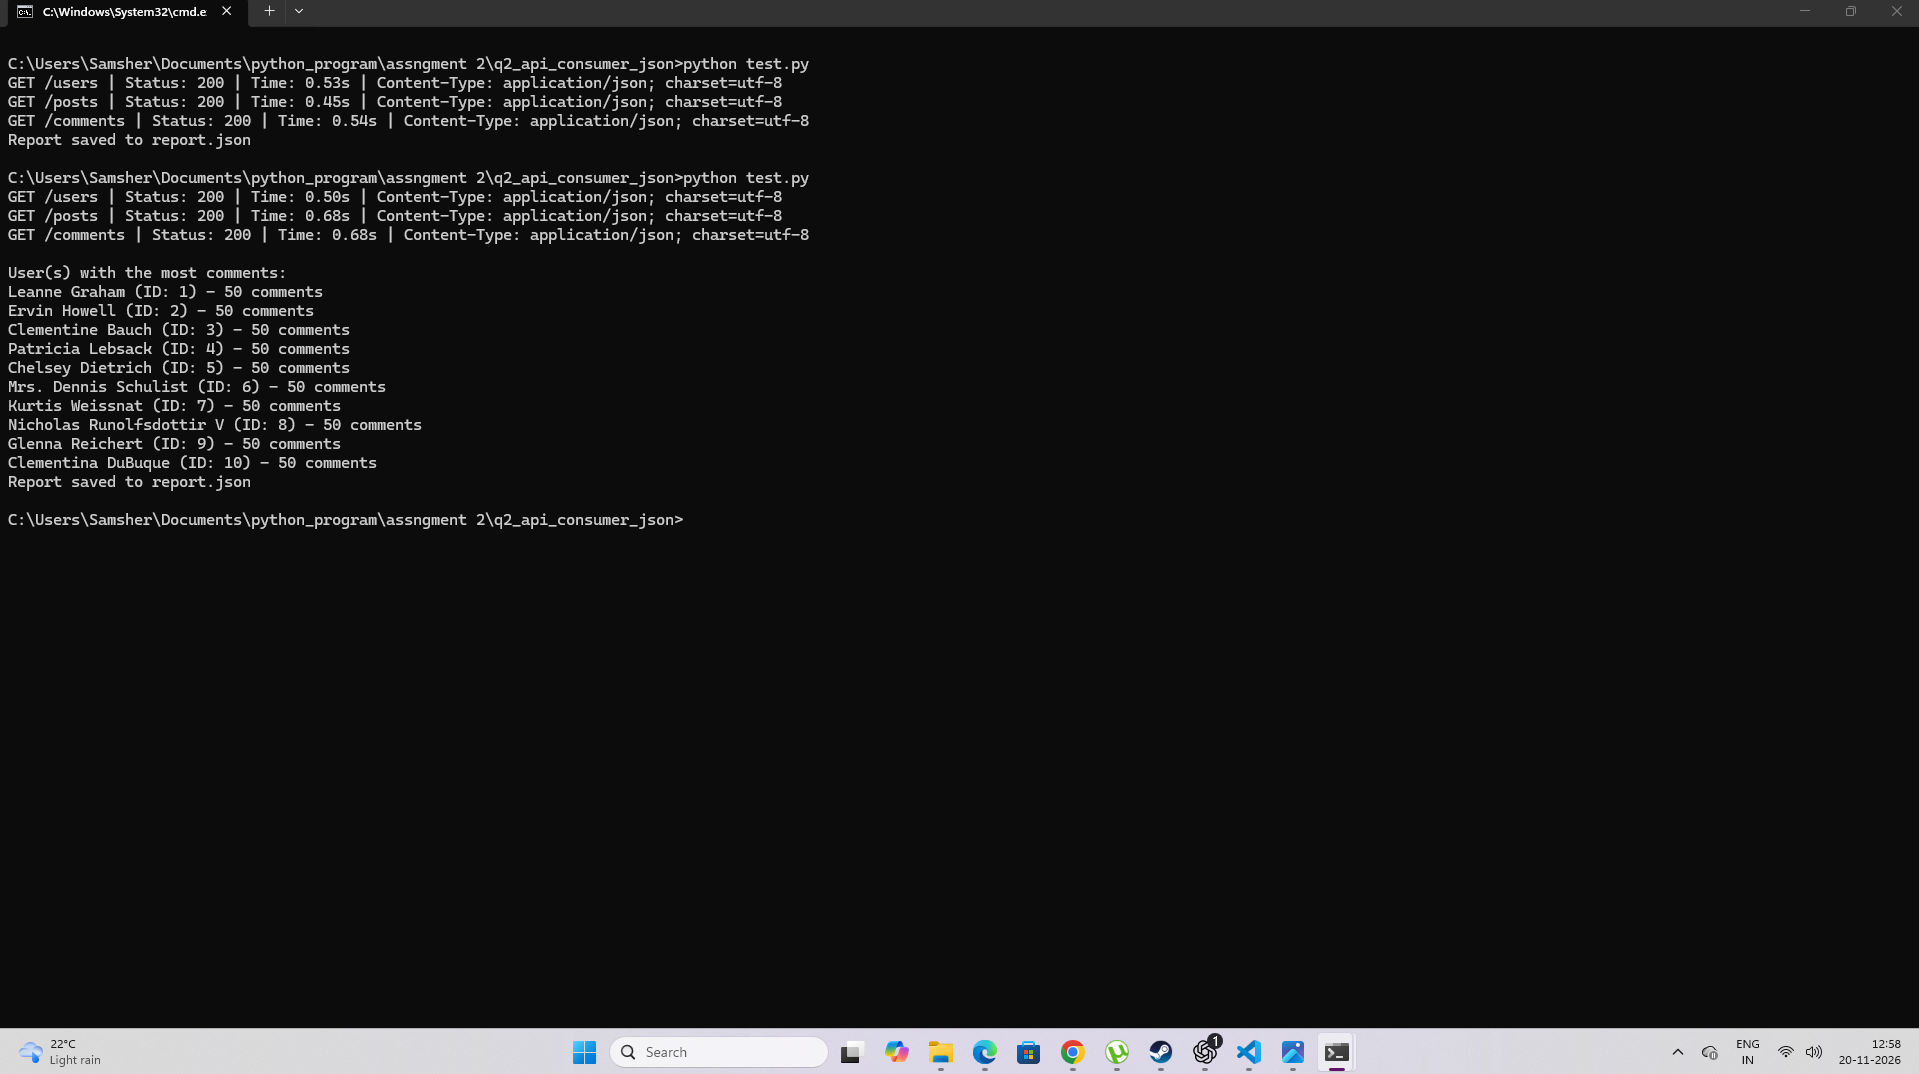 C:\Windows\System32\cmd.e
C:\Users\Samsher\Documents\python_program\assngment 2\q2_api_consumer_json>python test.py
GET /users | Status: 200 | Time: 0.53s | Content-Type: application/json; charset=utf-8
GET /posts | Status: 200 | Time: 0.45s | Content-Type: application/json; charset=utf-8
GET /comments | Status: 200 | Time: 0.54s | Content-Type: application/json; charset=utf-8
Report saved to report.json
C:\Users\Samsher\Documents\python_program\assngment 2\q2_api_consumer_json>python test.py
GET /users | Status: 200 | Time: 0.50s | Content-Type: application/json; charset=utf-8
GET /posts | Status: 200 | Time: 0.68s | Content-Type: application/json; charset=utf-8
GET /comments | Status: 200 | Time: 0.68s | Content-Type: application/json; charset=utf-8
User(s) with the most comments:
Leanne Graham (ID: 1) - 50 comments
Ervin Howell (ID: 2) - 50 comments
Clementine Bauch (ID: 3) - 50 comments
Patricia Lebsack (ID: 4) - 50 comments
Chelsey Dietrich (ID: 5) - 50 comments
Mrs. Dennis Schulist (ID: 6) - 50 comments
Kurtis Weissnat (ID: 7) - 50 comments
Nicholas Runolfsdottir V (ID: 8) - 50 comments
Glenna Reichert (ID: 9) - 50 comments
Clementina DuBuque (ID: 10) - 50 comments
Report saved to report.json
C:\Users\Samsher\Documents\python_program\assngment 2\q2_api_consumer_json>
22°C
Light rain
Search
1
ENG
IN
12:58
20-11-2026